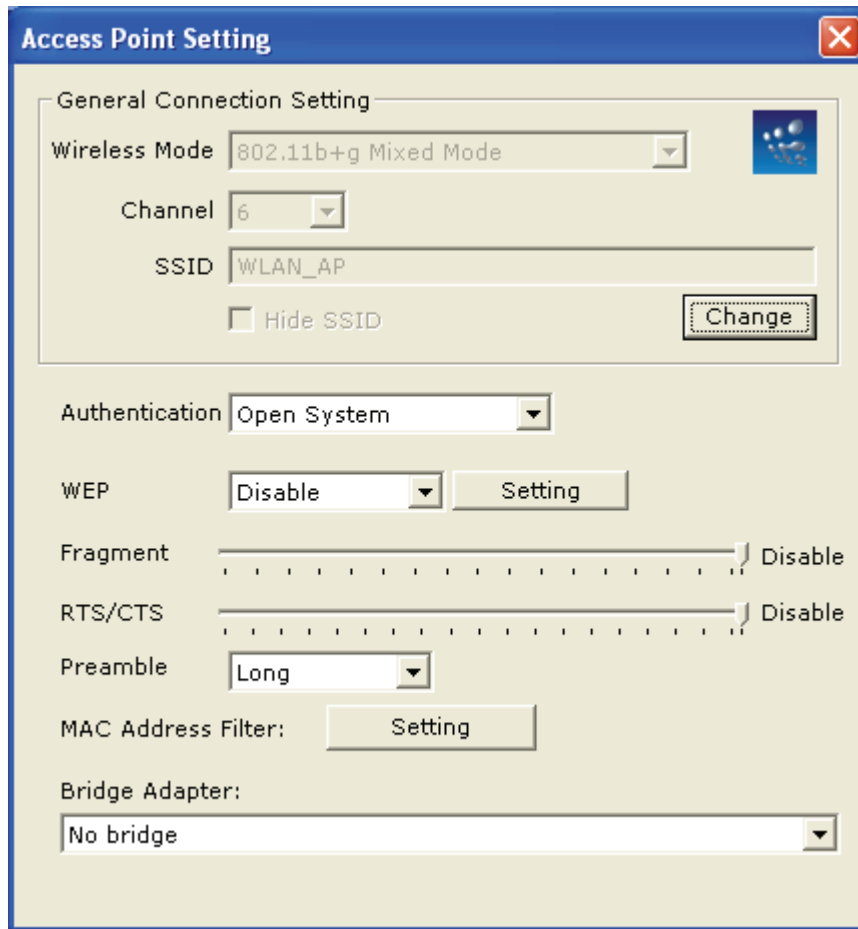 Access Point Setting
General Connection Setting
Wireless Mode 802.11b+g Mixed Mode
Channel 6
SSID WLAN_AP
Hide SSID Change
Authentication Open System
WEP Disable Setting
Fragment Disable
RTS/CTS Disable
Preamble Long
MAC Address Filter: Setting
Bridge Adapter:
No bridge